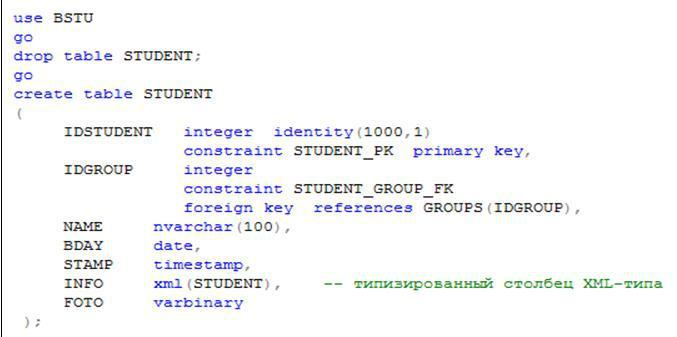 use BSTU
go
drop table STUDENT;
go
create table STUDENT
(
IDSTUDENT integer identity(1000,1)
constraint STUDENT_PK primary key,
IDGROUP integer
constraint STUDENT_GROUP_FK
foreign key references GROUPS(IDGROUP),
NAME nvarchar(100),
BDAY date,
STAMP timestamp,
INFO xml(STUDENT), -- типизированный столбец XML-типа
FOTO varbinary
);